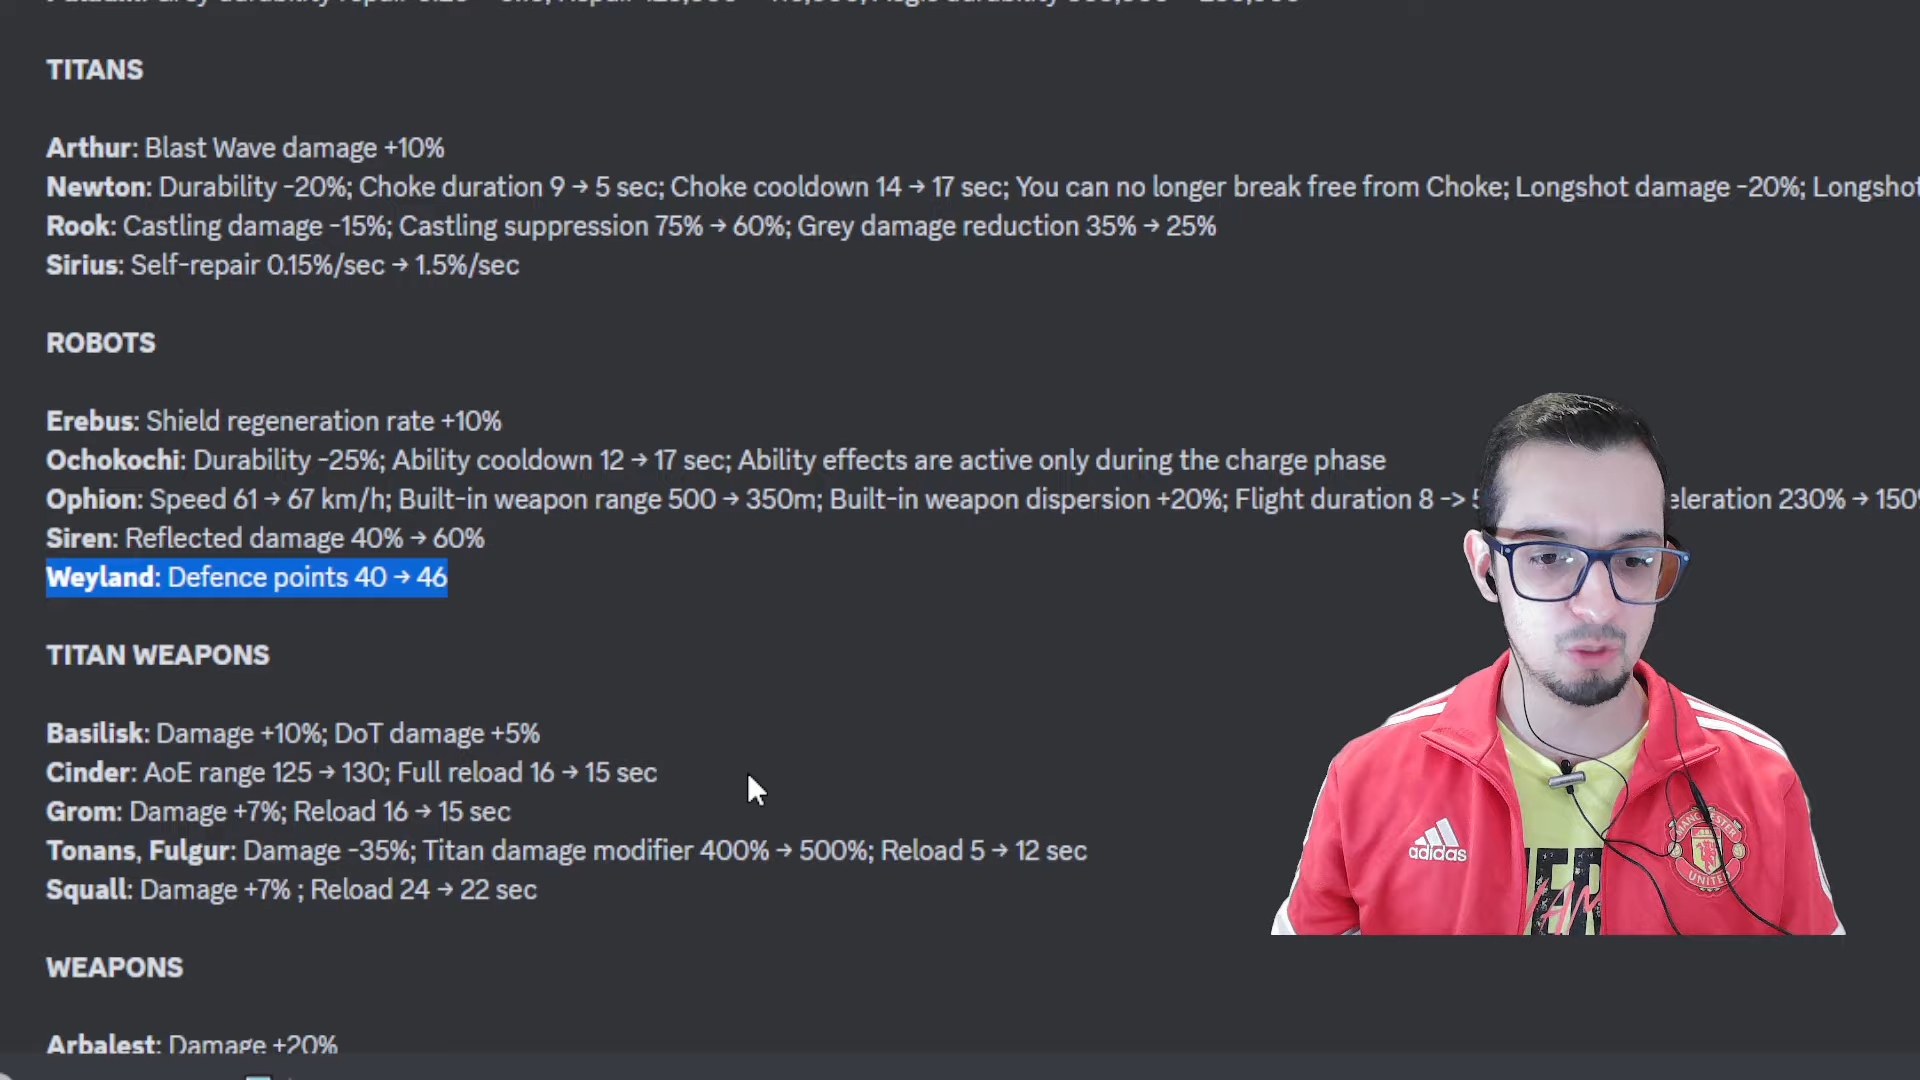 TITANS
Arthur: Blast Wave damage +10%
Newton: Durability -20%; Choke duration 9 → 5 sec; Choke cooldown 14 → 17 sec; You can no longer break free from Choke; Longshot damage -20%; Longshot
Rook: Castling damage -15%; Castling suppression 75% → 60%; Grey damage reduction 35% → 25%
Sirius: Self-repair 0.15%/sec → 1.5%/sec
ROBOTS
Erebus: Shield regeneration rate +10%
Ochokochi: Durability -25%; Ability cooldown 12 → 17 sec; Ability effects are active only during the charge phase
Ophion: Speed 61 → 67 km/h; Built-in weapon range 500 → 350m; Built-in weapon dispersion +20%; Flight duration 8 -> eleration 230% → 150%
Siren: Reflected damage 40% → 60%
Weyland: Defence points 40 → 46
TITAN WEAPONS
Basilisk: Damage +10%; DoT damage +5%
Cinder: AoE range 125 → 130; Full reload 16 → 15 sec
Grom: Damage +7%; Reload 16 → 15 sec
Tonans, Fulgur: Damage -35%; Titan damage modifier 400% → 500%; Reload 5 → 12 sec
Squall: Damage +7% ; Reload 24 → 22 sec
WEAPONS
Arbalest: Damage +20%
adidas
MANCHESTER
UNITED